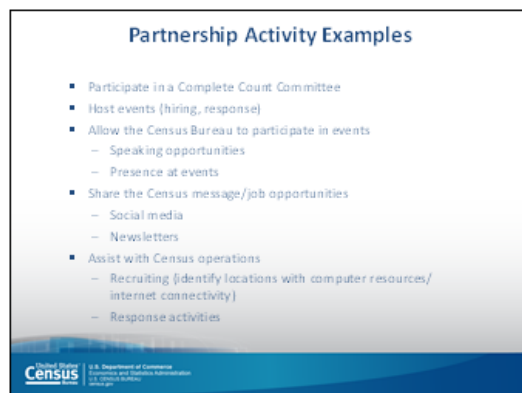 Partnership Activity Examples
▪ Participate in a Complete Count Committee
▪ Host events (hiring, response)
▪ Allow the Census Bureau to participate in events
– Speaking opportunities
– Presence at events
▪ Share the Census message/job opportunities
– Social media
– Newsletters
▪ Assist with Census operations
– Recruiting (identify locations with computer resources/
internet connectivity)
– Response activities
United States®
Census
Bureau
U.S. Department of Commerce
Economics and Statistics Administration
U.S. CENSUS BUREAU
census.gov